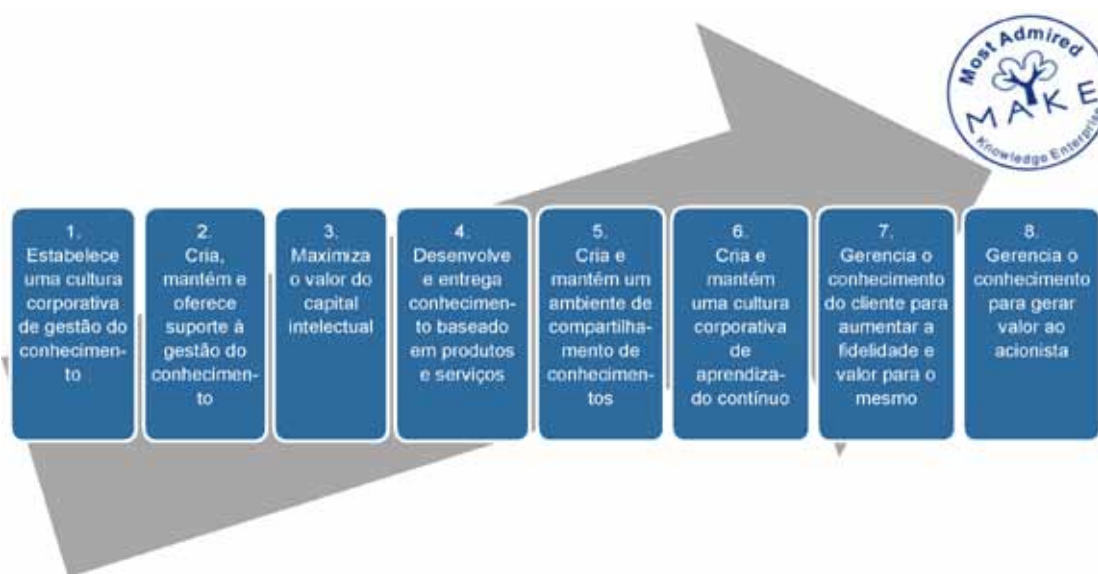 Most Admired
MAKE
Knowledge Enterprise
1.
Estabelece
uma cultura
corporativa
de gestão do
conhecimen-
to
2.
Cria,
mantém e
oferece
suporte à
gestão do
conhecimen-
to
3.
Maximiza
o valor do
capital
intelectual
4.
Desenvolve
e entrega
conhecimen-
to baseado
em produtos
e serviços
5.
Cria e
mantém um
ambiente de
compartilha-
mento de
conhecimen-
tos
6.
Cria e
mantém
uma cultura
corporativa
de
aprendiza-
do contínuo
7.
Gerencia o
conhecimento
do cliente para
aumentar a
fidelidade e
valor para o
mesmo
8.
Gerencia o
conhecimento
para gerar
valor ao
acionista